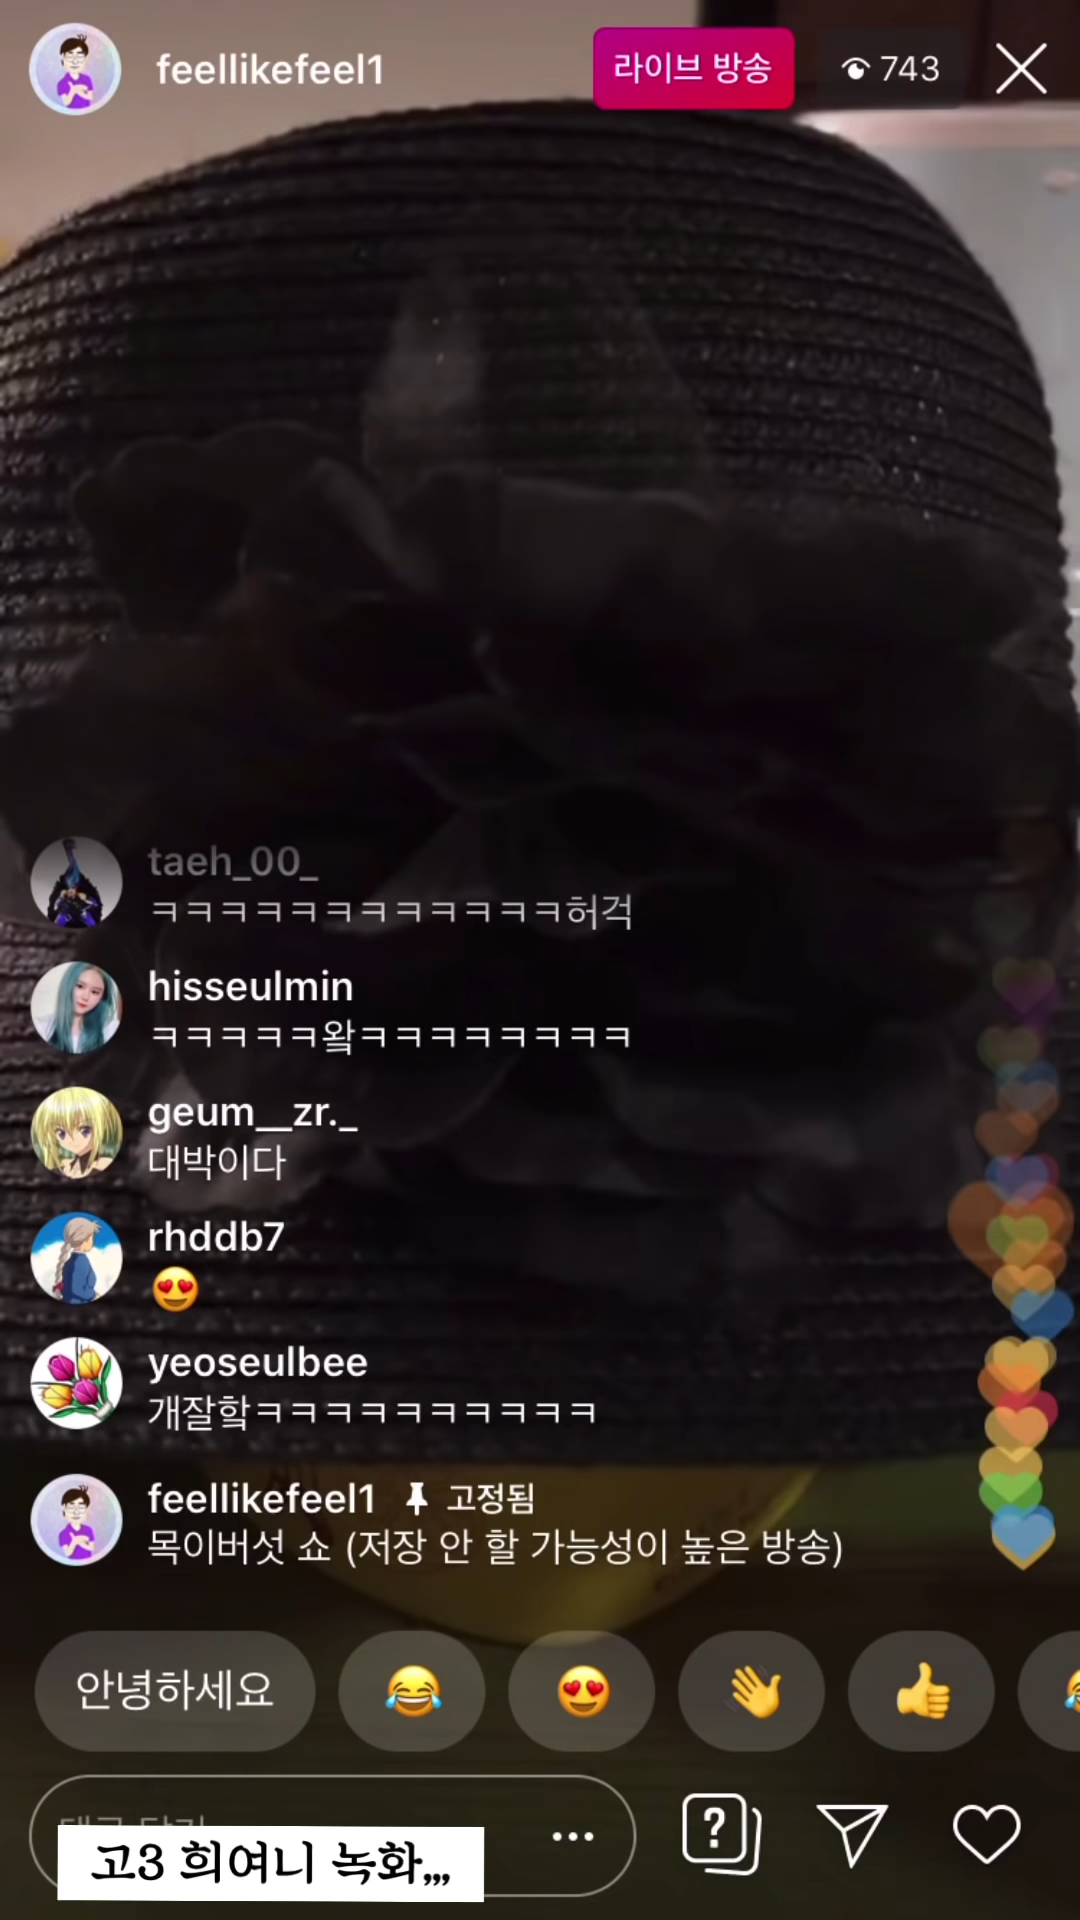 feellikefeel1
라이브 방송
743
taeh_00_
ㅋㅋㅋㅋㅋㅋㅋㅋㅋㅋㅋㅋ허걱
hisseulmin
ㅋㅋㅋㅋㅋ왘ㅋㅋㅋㅋㅋㅋㅋㅋ
geum__zr._
대박이다
rhddb7
😍
yeoseulbee
개잘핰ㅋㅋㅋㅋㅋㅋㅋㅋㅋㅋ
feellikefeel1 고정됨
목이버섯 쇼 (저장 안 할 가능성이 높은 방송)
안녕하세요
고3 희여니 녹화,,,